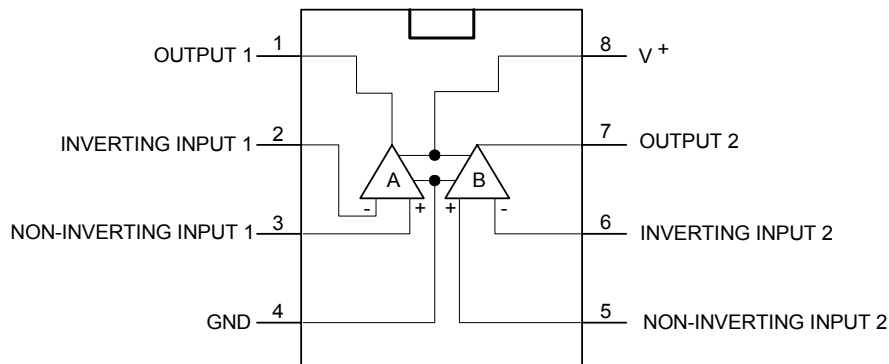 OUTPUT 1
1
8
V +
INVERTING INPUT 1
2
7
OUTPUT 2
A
B
- +
+ -
NON-INVERTING INPUT 1
3
6
INVERTING INPUT 2
GND
4
5
NON-INVERTING INPUT 2